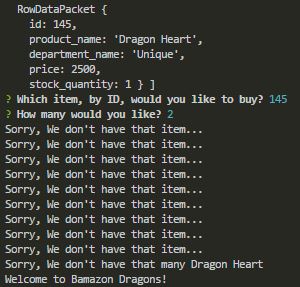 RowDataPacket {
id: 145,
product_name: 'Dragon Heart',
department_name: 'Unique',
price: 2500,
stock_quantity: 1 } ]
? Which item, by ID, would you like to buy? 145
? How many would you like? 2
Sorry, We don't have that item...
Sorry, We don't have that item...
Sorry, We don't have that item...
Sorry, We don't have that item...
Sorry, We don't have that item...
Sorry, We don't have that item...
Sorry, We don't have that item...
Sorry, We don't have that item...
Sorry, We don't have that item...
Sorry, We don't have that many Dragon Heart
Welcome to Bamazon Dragons!